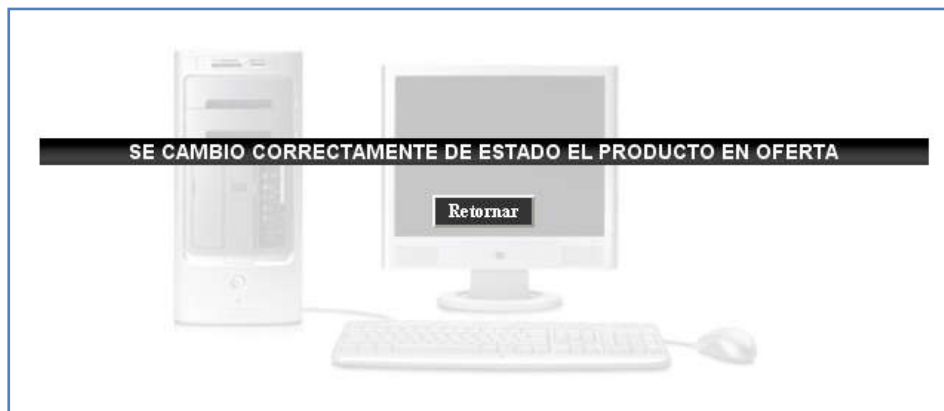 SE CAMBIO CORRECTAMENTE DE ESTADO EL PRODUCTO EN OFERTA
Retornar